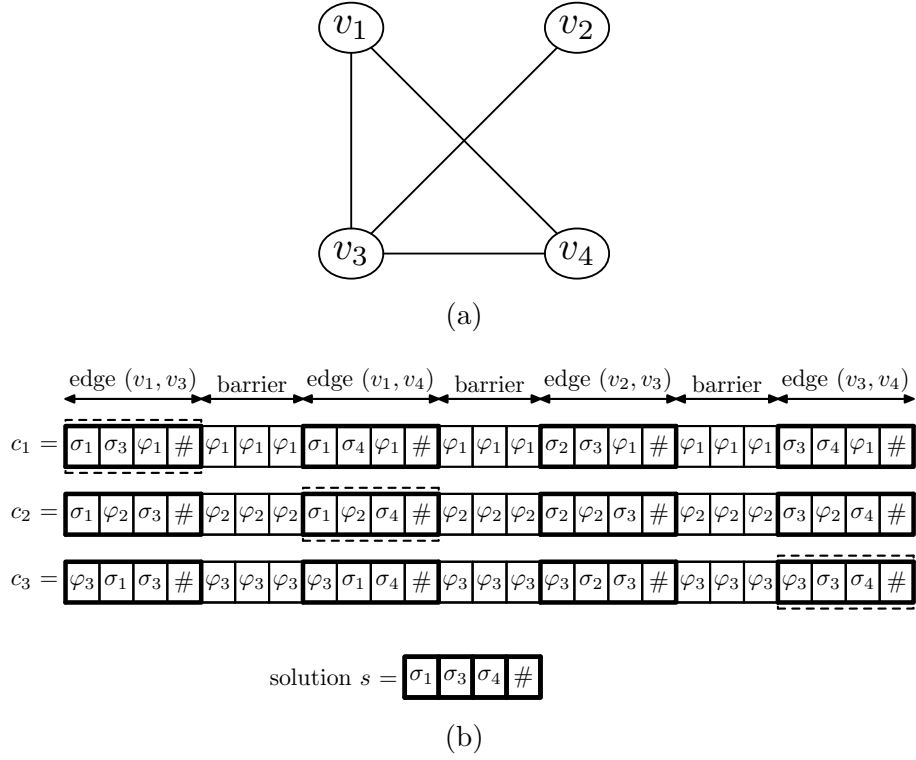 v₁ v₂
v₃ v₄
(a)
edge (v₁, v₃) barrier edge (v₁, v₄) barrier edge (v₂, v₃) barrier edge (v₃, v₄)
c₁ = σ₁ σ₃ φ₁ # φ₁ φ₁ φ₁ σ₁ σ₄ φ₁ # φ₁ φ₁ φ₁ σ₂ σ₃ φ₁ # φ₁ φ₁ φ₁ σ₃ σ₄ φ₁ #
c₂ = σ₁ φ₂ σ₃ # φ₂ φ₂ φ₂ σ₁ φ₂ σ₄ # φ₂ φ₂ φ₂ σ₂ φ₂ σ₃ # φ₂ φ₂ φ₂ σ₃ φ₂ σ₄ #
c₃ = φ₃ σ₁ σ₃ # φ₃ φ₃ φ₃ φ₃ σ₁ σ₄ # φ₃ φ₃ φ₃ φ₃ σ₂ σ₃ # φ₃ φ₃ φ₃ φ₃ σ₃ σ₄ #
solution s = σ₁ σ₃ σ₄ #
(b)